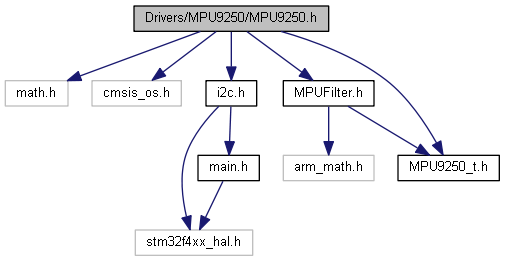 Drivers/MPU9250/MPU9250.h
math.h
cmsis_os.h
i2c.h
MPUFilter.h
main.h
arm_math.h
MPU9250_t.h
stm32f4xx_hal.h